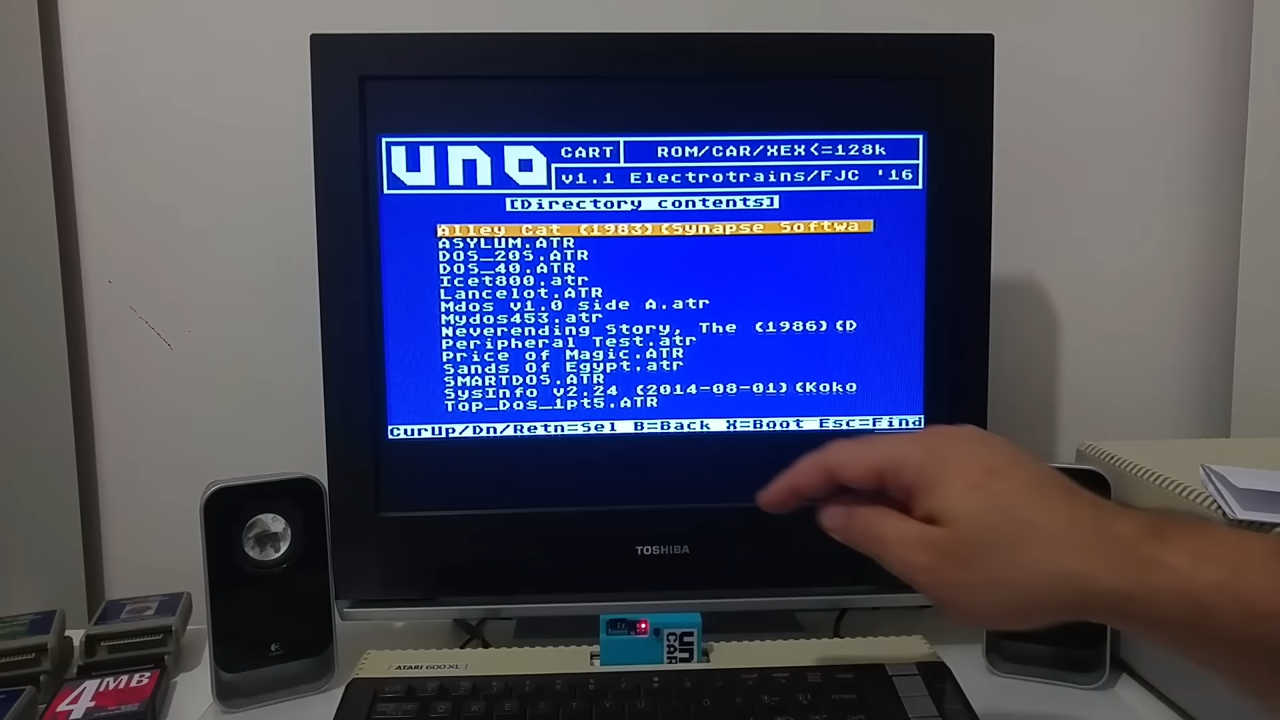 UNO CART ROM/CAR/XEX<=128k
v1.1 Electrotrains/FJC '16
[Directory contents]
Alley Cat (1983)(Synapse Softwa
ASYLUM.ATR
DOS_20S.ATR
DOS_40.ATR
Icet800.atr
Lancelot.ATR
Mdos v1.0 Side A.atr
Mydos453.atr
Neverending Story, The (1986)(D
Peripheral Test.atr
Price of Magic.ATR
Sands Of Egypt.atr
SMARTDOS.ATR
SysInfo v2.24 (2014-08-01)(Koko
Top_Dos_1pt5.ATR
CurUp/Dn/Retn=Sel B=Back X=Boot Esc=Find
TOSHIBA
UNO
CAR
ATARI 600XL
4MB